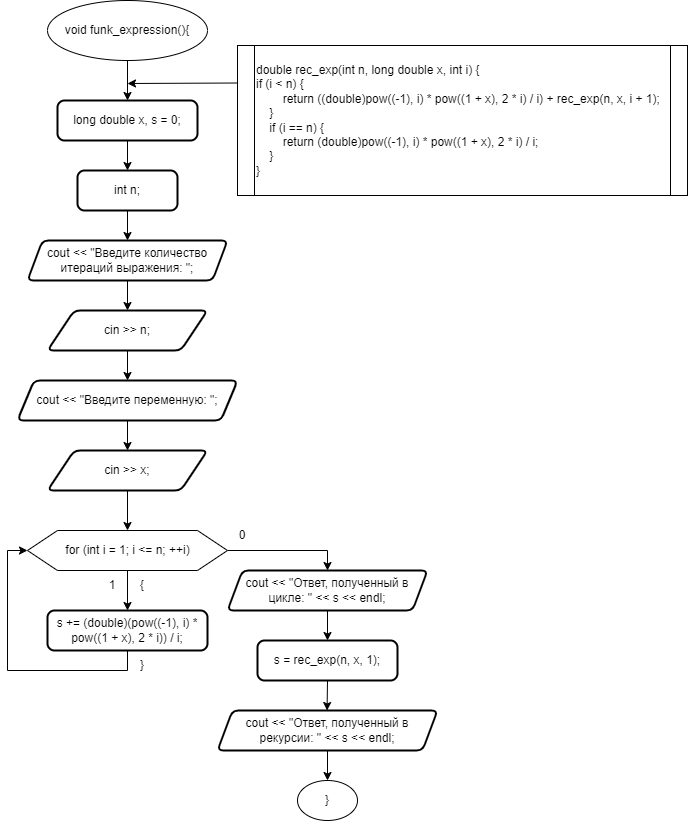 void funk_expression(){
double rec_exp(int n, long double x, int i) {
if (i < n) {
return ((double)pow((-1), i) * pow((1 + x), 2 * i) / i) + rec_exp(n, x, i + 1);
}
if (i == n) {
return (double)pow((-1), i) * pow((1 + x), 2 * i) / i;
}
}
long double x, s = 0;
int n;
cout << "Введите количество
итераций выражения: ";
cin >> n;
cout << "Введите переменную: ";
cin >> x;
for (int i = 1; i <= n; ++i)
0
1 {
s += (double)(pow((-1), i) *
pow((1 + x), 2 * i)) / i;
}
cout << "Ответ, полученный в
цикле: " << s << endl;
s = rec_exp(n, x, 1);
cout << "Ответ, полученный в
рекурсии: " << s << endl;
}